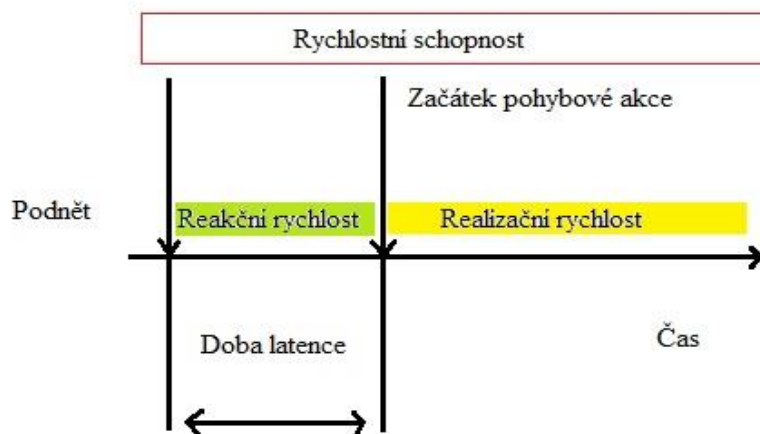 Rychlostní schopnost
Začátek pohybové akce
Podnět
Reakční rychlost
Realizační rychlost
Doba latence
Čas